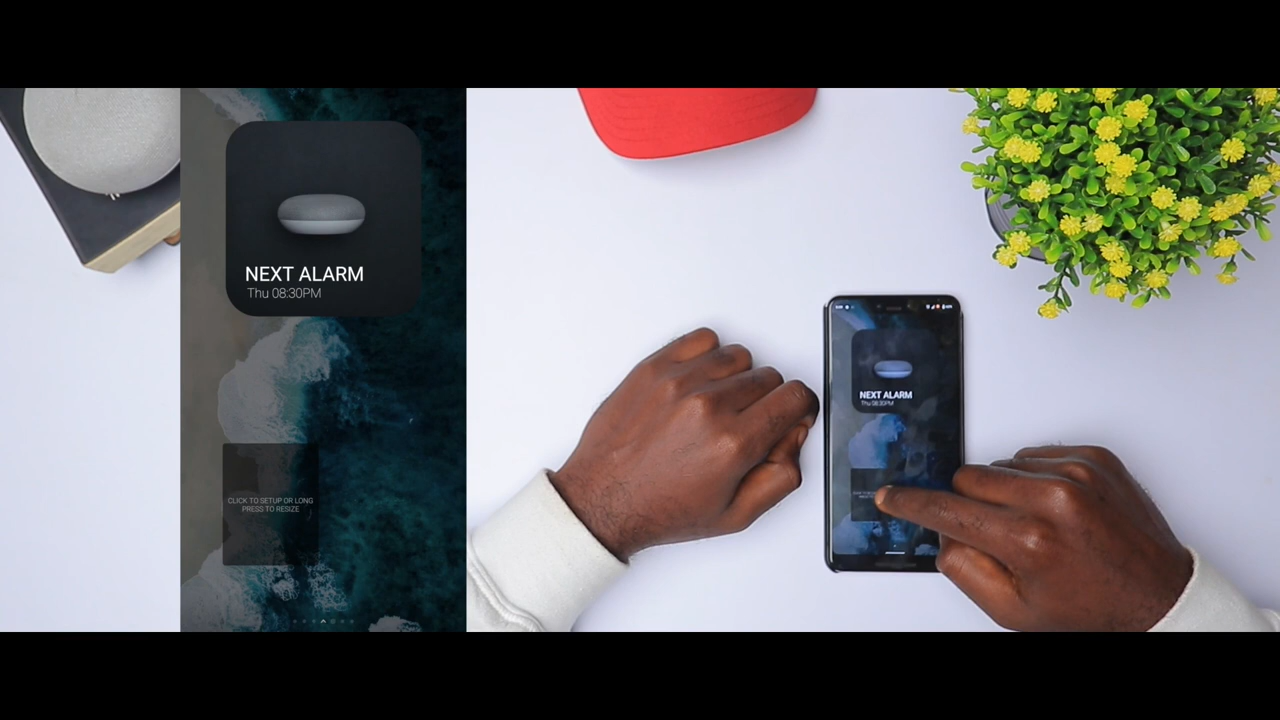 NEXT ALARM
Thu 08:30PM
CLICK TO SETUP OR LONG
PRESS TO RESIZE
NEXT ALARM
Thu 08:30PM